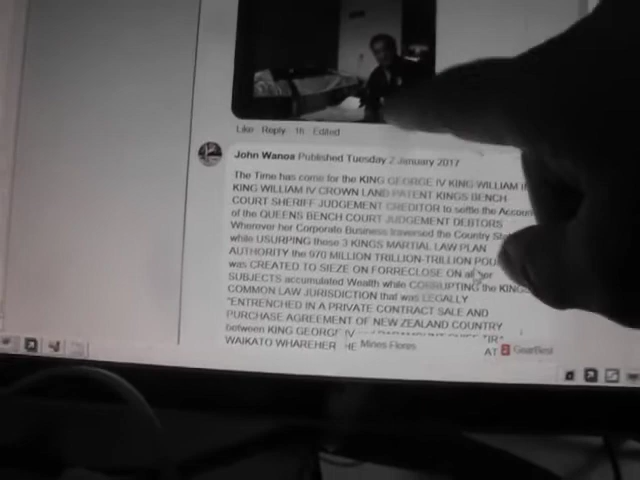 Like Reply 1h Edited
John Wanoa Published Tuesday 2 January 2017
The Time has come for the KING GEORGE IV KING WILLIAM
KING WILLIAM IV CROWN LAND PATENT KINGS BENCH
COURT SHERIFF JUDGEMENT CREDITOR to settle the
of the QUEENS BENCH COURT JUDGEMENT DEBTORS
Wherever her Corporate Business traversed the Country
while USURPING those 3 KINGS MARTIAL LAW PLAN
AUTHORITY the 970 MILLION TRILLION-TRILLION
was CREATED TO SIEZE ON FORRECLOSE ON
SUBJECTS accumulated Wealth while CORRUPTING the
COMMON LAW JURISDICTION that was LEGALLY
"ENTRENCHED IN A PRIVATE CONTRACT SALE AND
PURCHASE AGREEMENT OF NEW ZEALAND COUNTRY
between KING GEORGE IV
WAIKATO Mines Flores AT GearBest